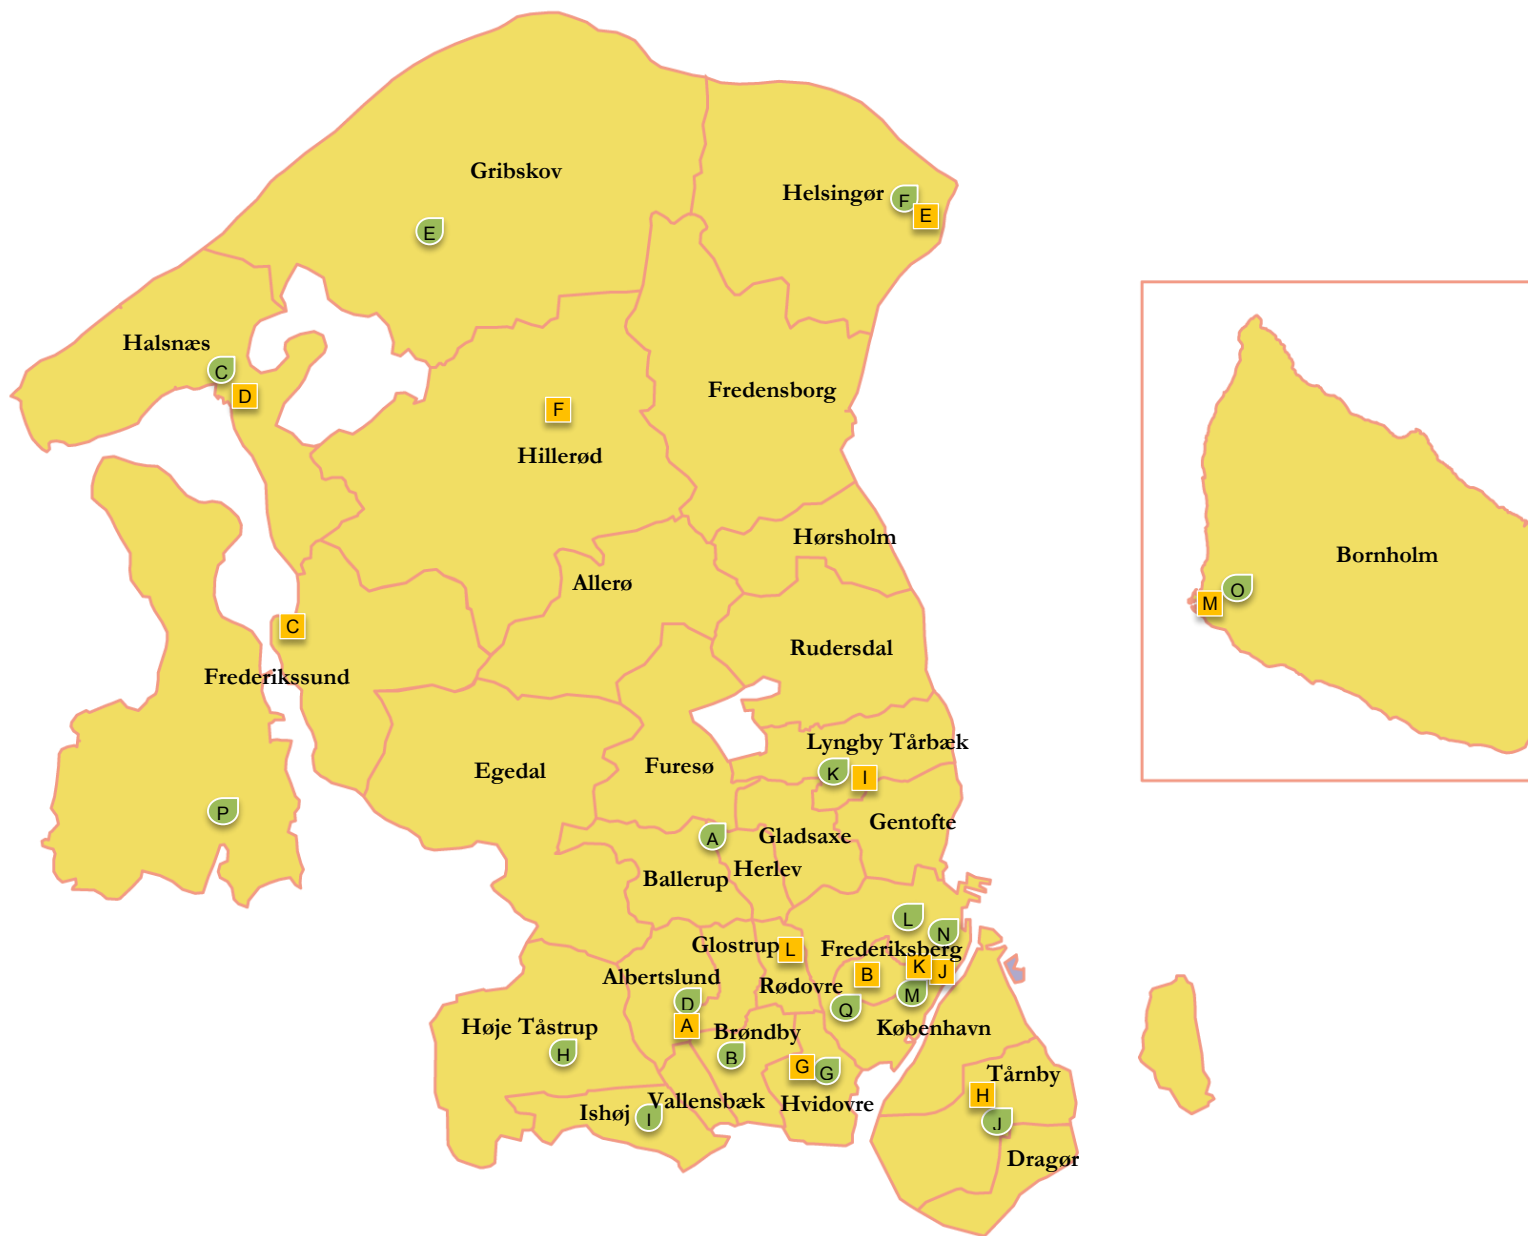 Gribskov
Helsingør
F
E
E
Halsnæs
C
D
Fredensborg
F
Hillerød
Hørsholm
Bornholm
Allerø
O
M
C
Rudersdal
Frederikssund
Lyngby Tårbæk
Furesø
Egedal
K
I
P
Gentofte
Gladsaxe
A
Herlev
Ballerup
L
N
Glostrup
L
Frederiksberg
K
J
B
Albertslund
Rødovre
D
M
Q
A
Høje Tåstrup
København
Brøndby
H
B
G
G
Tårnby
H
Vallensbæk
Hvidovre
Ishøj
I
J
Dragør